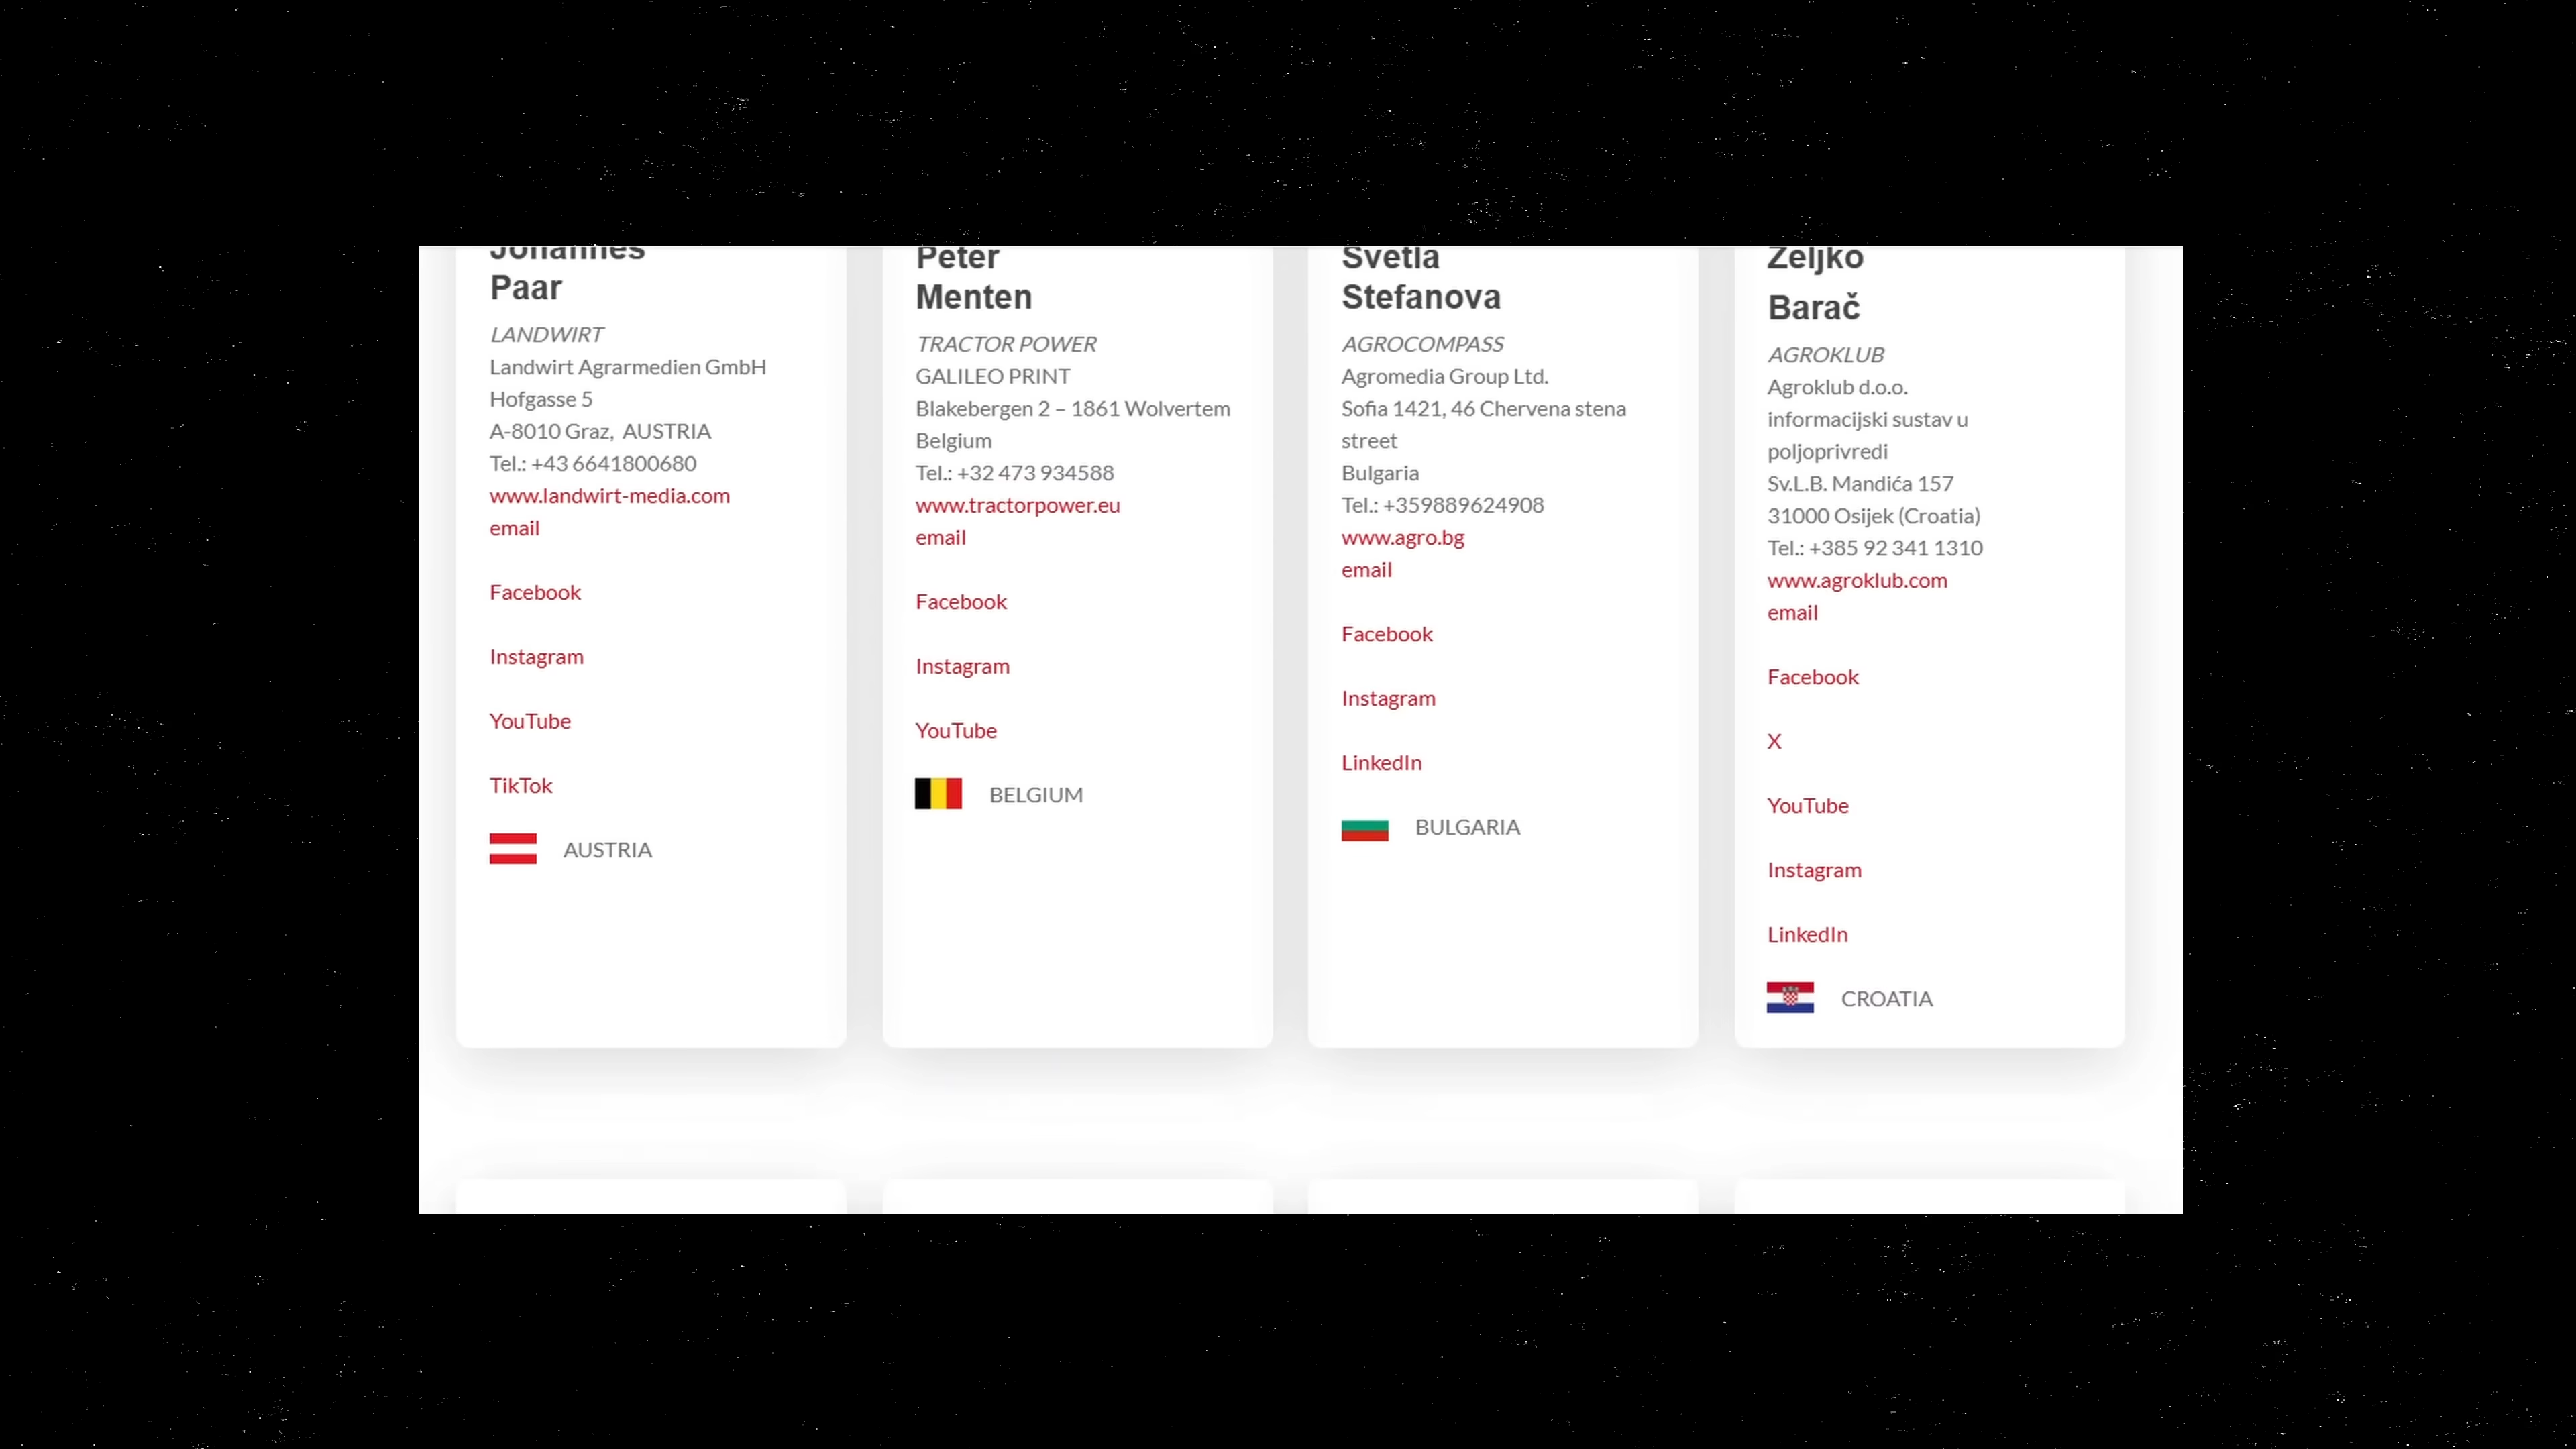 Johannes
Paar
LANDWIRT
Landwirt Agrarmedien GmbH
Hofgasse 5
A-8010 Graz, AUSTRIA
Tel.: +43 6641800680
www.landwirt-media.com
email
Facebook
Instagram
YouTube
TikTok
AUSTRIA
Peter
Menten
TRACTOR POWER
GALILEO PRINT
Blakebergen 2 – 1861 Wolvertem
Belgium
Tel.: +32 473 934588
www.tractorpower.eu
email
Facebook
Instagram
YouTube
BELGIUM
Svetla
Stefanova
AGROCOMPASS
Agromedia Group Ltd.
Sofia 1421, 46 Chervena stena
street
Bulgaria
Tel.: +359889624908
www.agro.bg
email
Facebook
Instagram
LinkedIn
BULGARIA
Željko
Barač
AGROKLUB
Agroklub d.o.o.
informacijski sustav u
poljoprivredi
Sv.L.B. Mandića 157
31000 Osijek (Croatia)
Tel.: +385 92 341 1310
www.agroklub.com
email
Facebook
X
YouTube
Instagram
LinkedIn
CROATIA